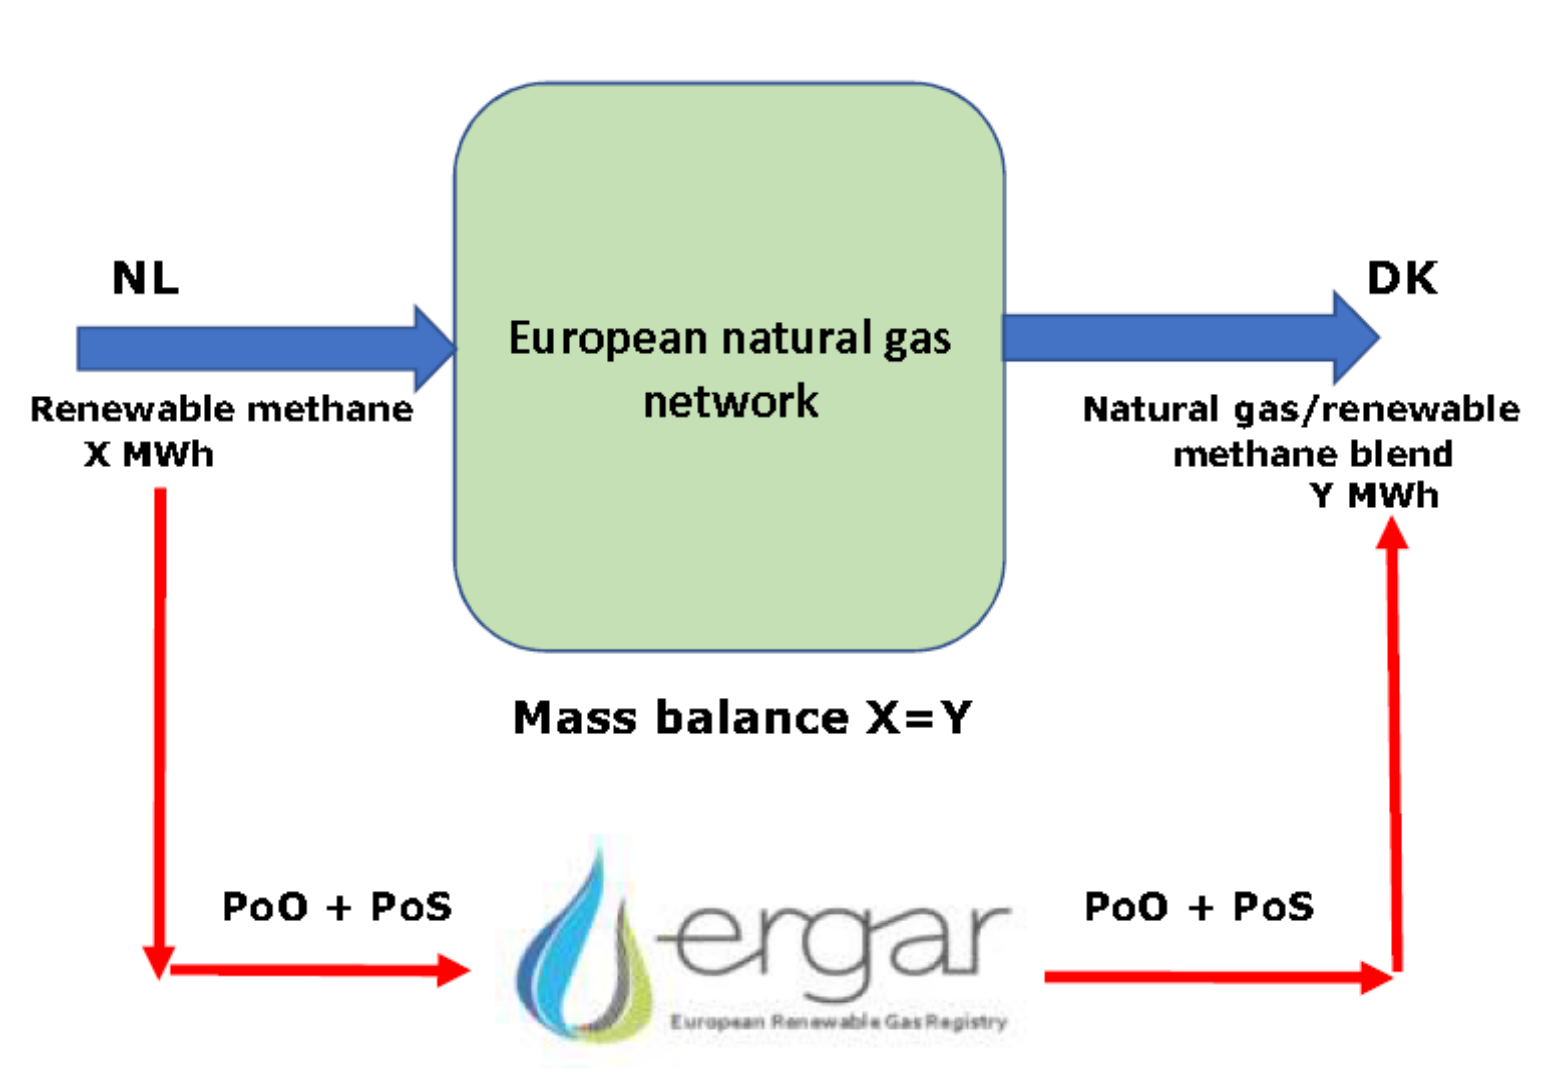 NL
DK
European natural gas
network
Renewable methane
X MWh
Natural gas/renewable
methane blend
Y MWh
Mass balance X=Y
PoO + PoS
PoO + PoS
ergar
European Renewable Gas Registry